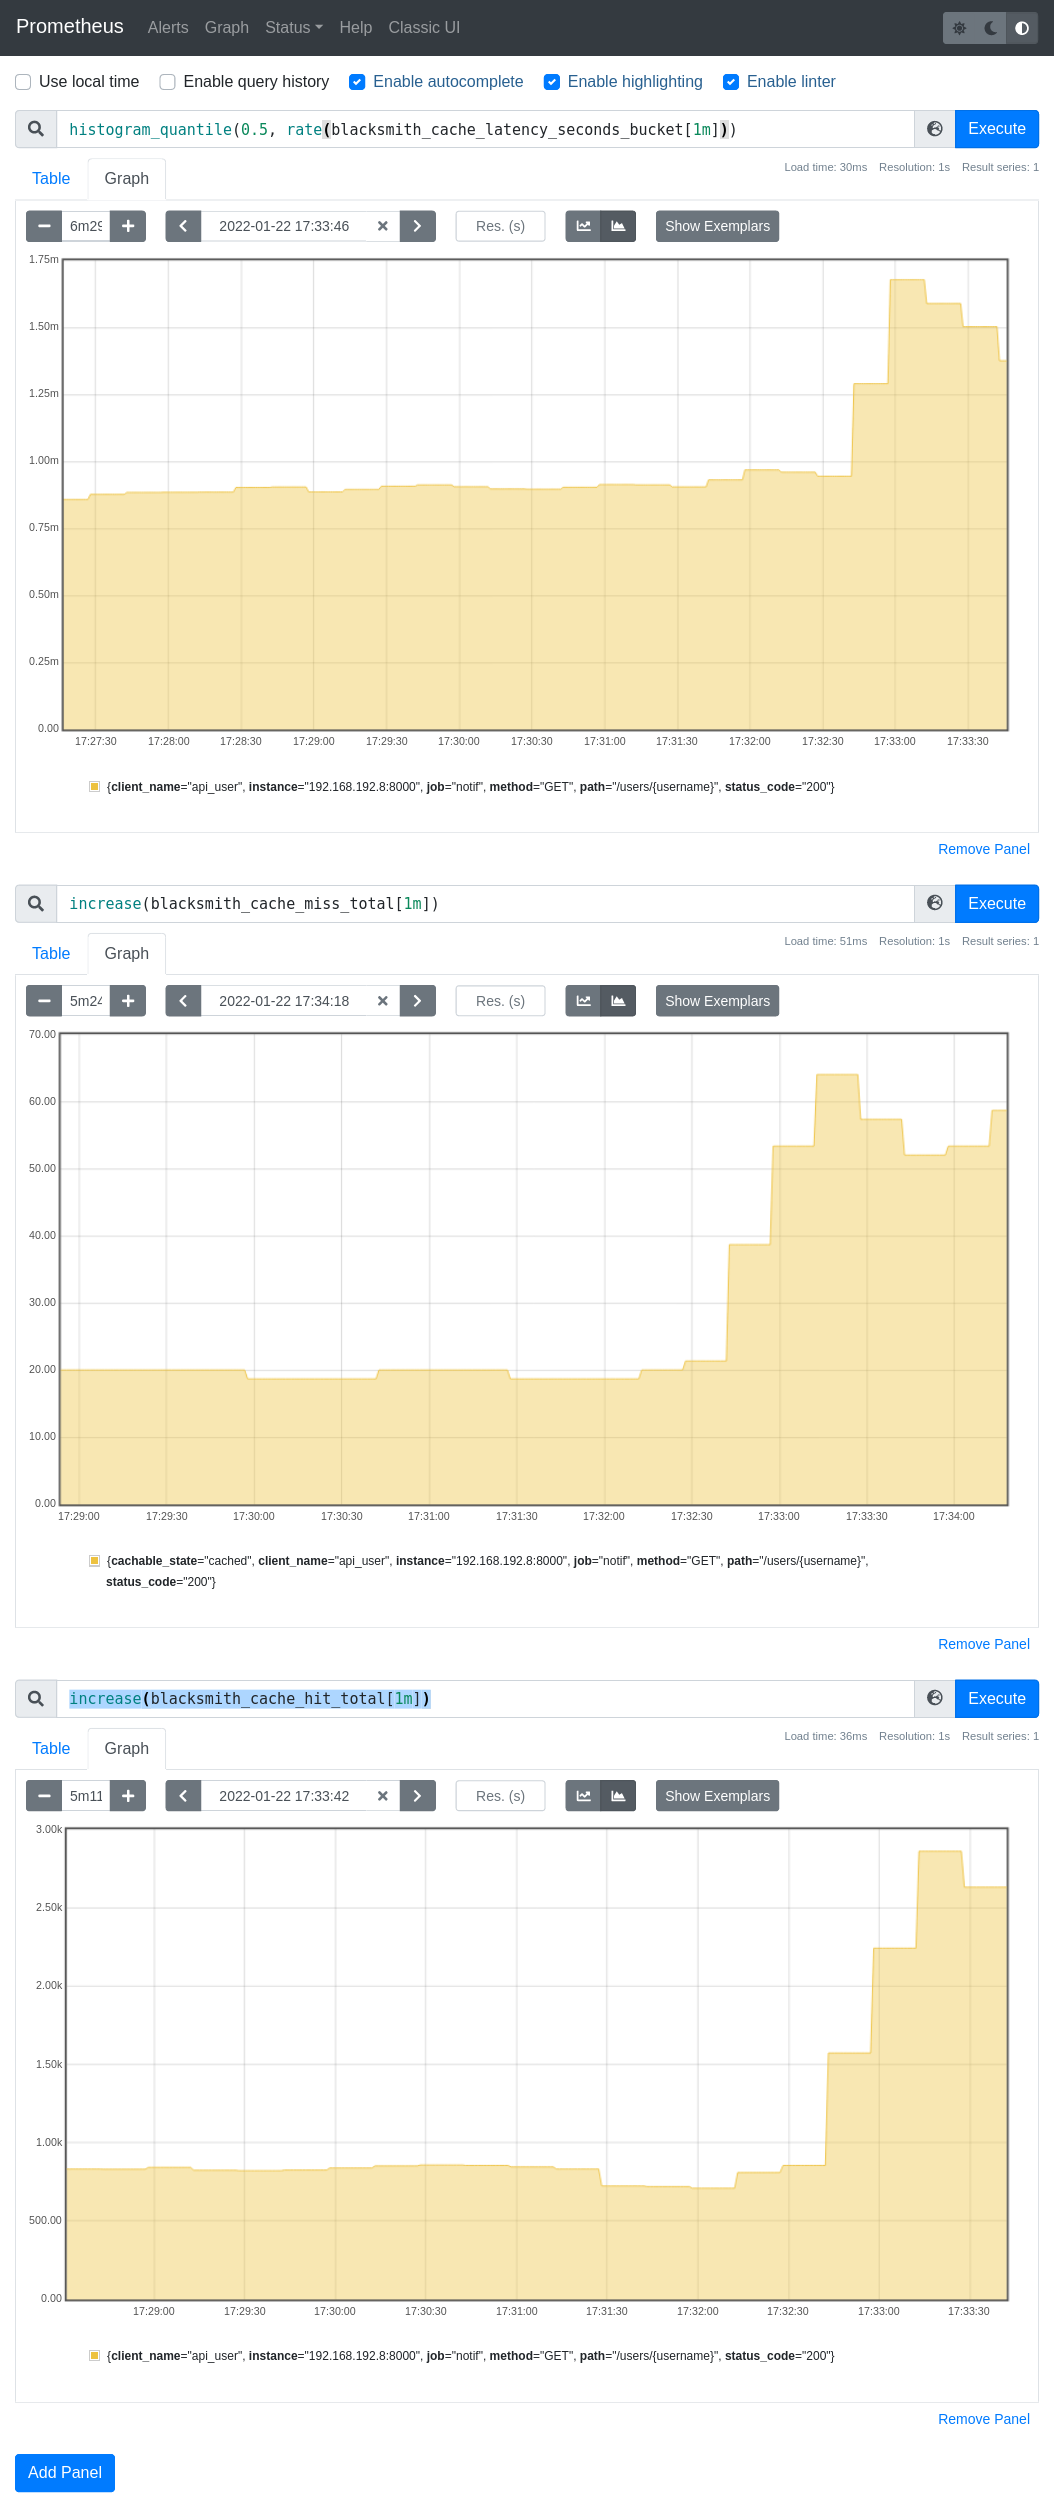 Prometheus Alerts Graph Status Help Classic UI
Use local time Enable query history Enable autocomplete Enable highlighting Enable linter
histogram_quantile(0.5, rate(blacksmith_cache_latency_seconds_bucket[1m])) Execute
Load time: 30ms Resolution: 1s Result series: 1
Table Graph
6m29 2022-01-22 17:33:46 Res. (s) Show Exemplars
1.75m
1.50m
1.25m
1.00m
0.75m
0.50m
0.25m
0.00
17:27:30 17:28:00 17:28:30 17:29:00 17:29:30 17:30:00 17:30:30 17:31:00 17:31:30 17:32:00 17:32:30 17:33:00 17:33:30
{client_name="api_user", instance="192.168.192.8:8000", job="notif", method="GET", path="/users/{username}", status_code="200"}
Remove Panel
increase(blacksmith_cache_miss_total[1m]) Execute
Load time: 51ms Resolution: 1s Result series: 1
Table Graph
5m24 2022-01-22 17:34:18 Res. (s) Show Exemplars
70.00
60.00
50.00
40.00
30.00
20.00
10.00
0.00
17:29:00 17:29:30 17:30:00 17:30:30 17:31:00 17:31:30 17:32:00 17:32:30 17:33:00 17:33:30 17:34:00
{cachable_state="cached", client_name="api_user", instance="192.168.192.8:8000", job="notif", method="GET", path="/users/{username}",
status_code="200"}
Remove Panel
increase(blacksmith_cache_hit_total[1m]) Execute
Load time: 36ms Resolution: 1s Result series: 1
Table Graph
5m11 2022-01-22 17:33:42 Res. (s) Show Exemplars
3.00k
2.50k
2.00k
1.50k
1.00k
500.00
0.00
17:29:00 17:29:30 17:30:00 17:30:30 17:31:00 17:31:30 17:32:00 17:32:30 17:33:00 17:33:30
{client_name="api_user", instance="192.168.192.8:8000", job="notif", method="GET", path="/users/{username}", status_code="200"}
Remove Panel
Add Panel